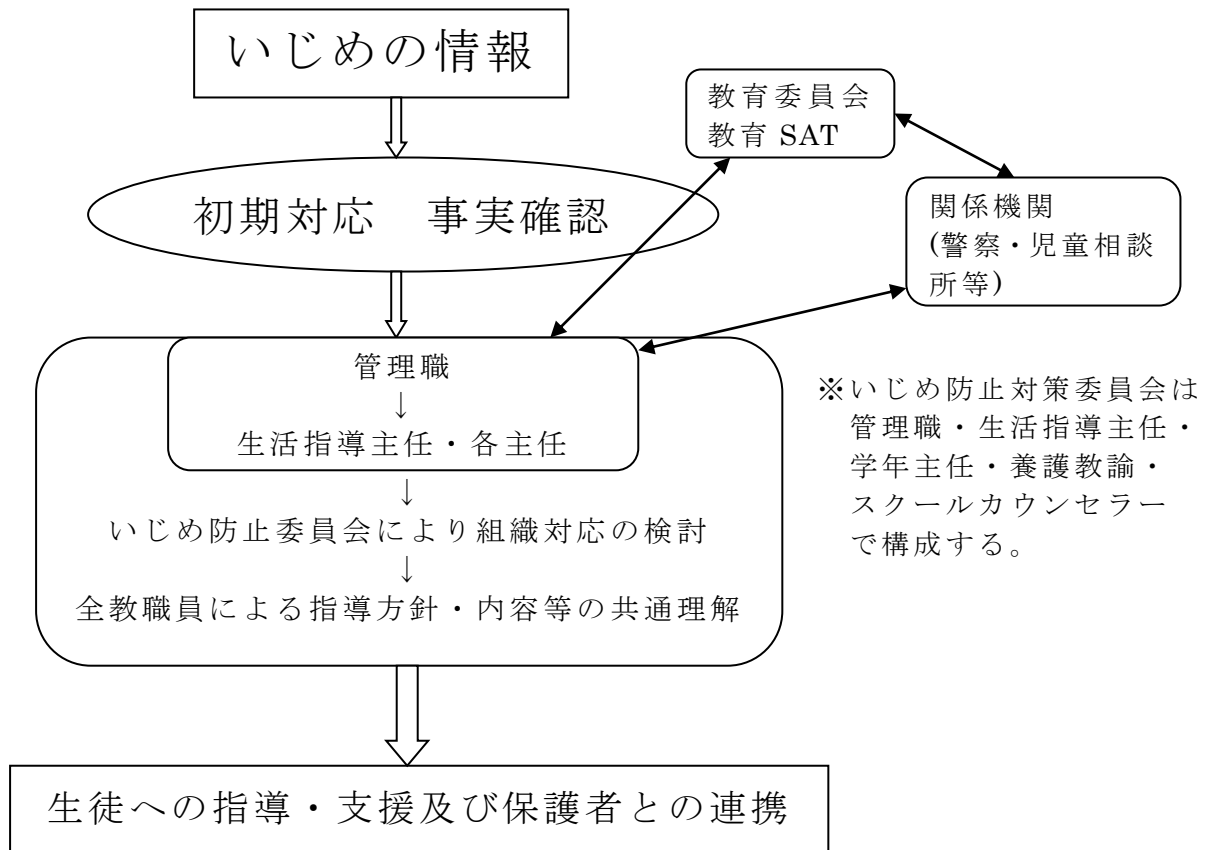 いじめの情報
教育委員会
教育 SAT
初期対応　事実確認
関係機関
(警察・児童相談
所等)
管理職
↓
生活指導主任・各主任
↓
いじめ防止委員会により組織対応の検討
↓
全教職員による指導方針・内容等の共通理解
※いじめ防止対策委員会は
管理職・生活指導主任・
学年主任・養護教諭・
スクールカウンセラー
で構成する。
生徒への指導・支援及び保護者との連携